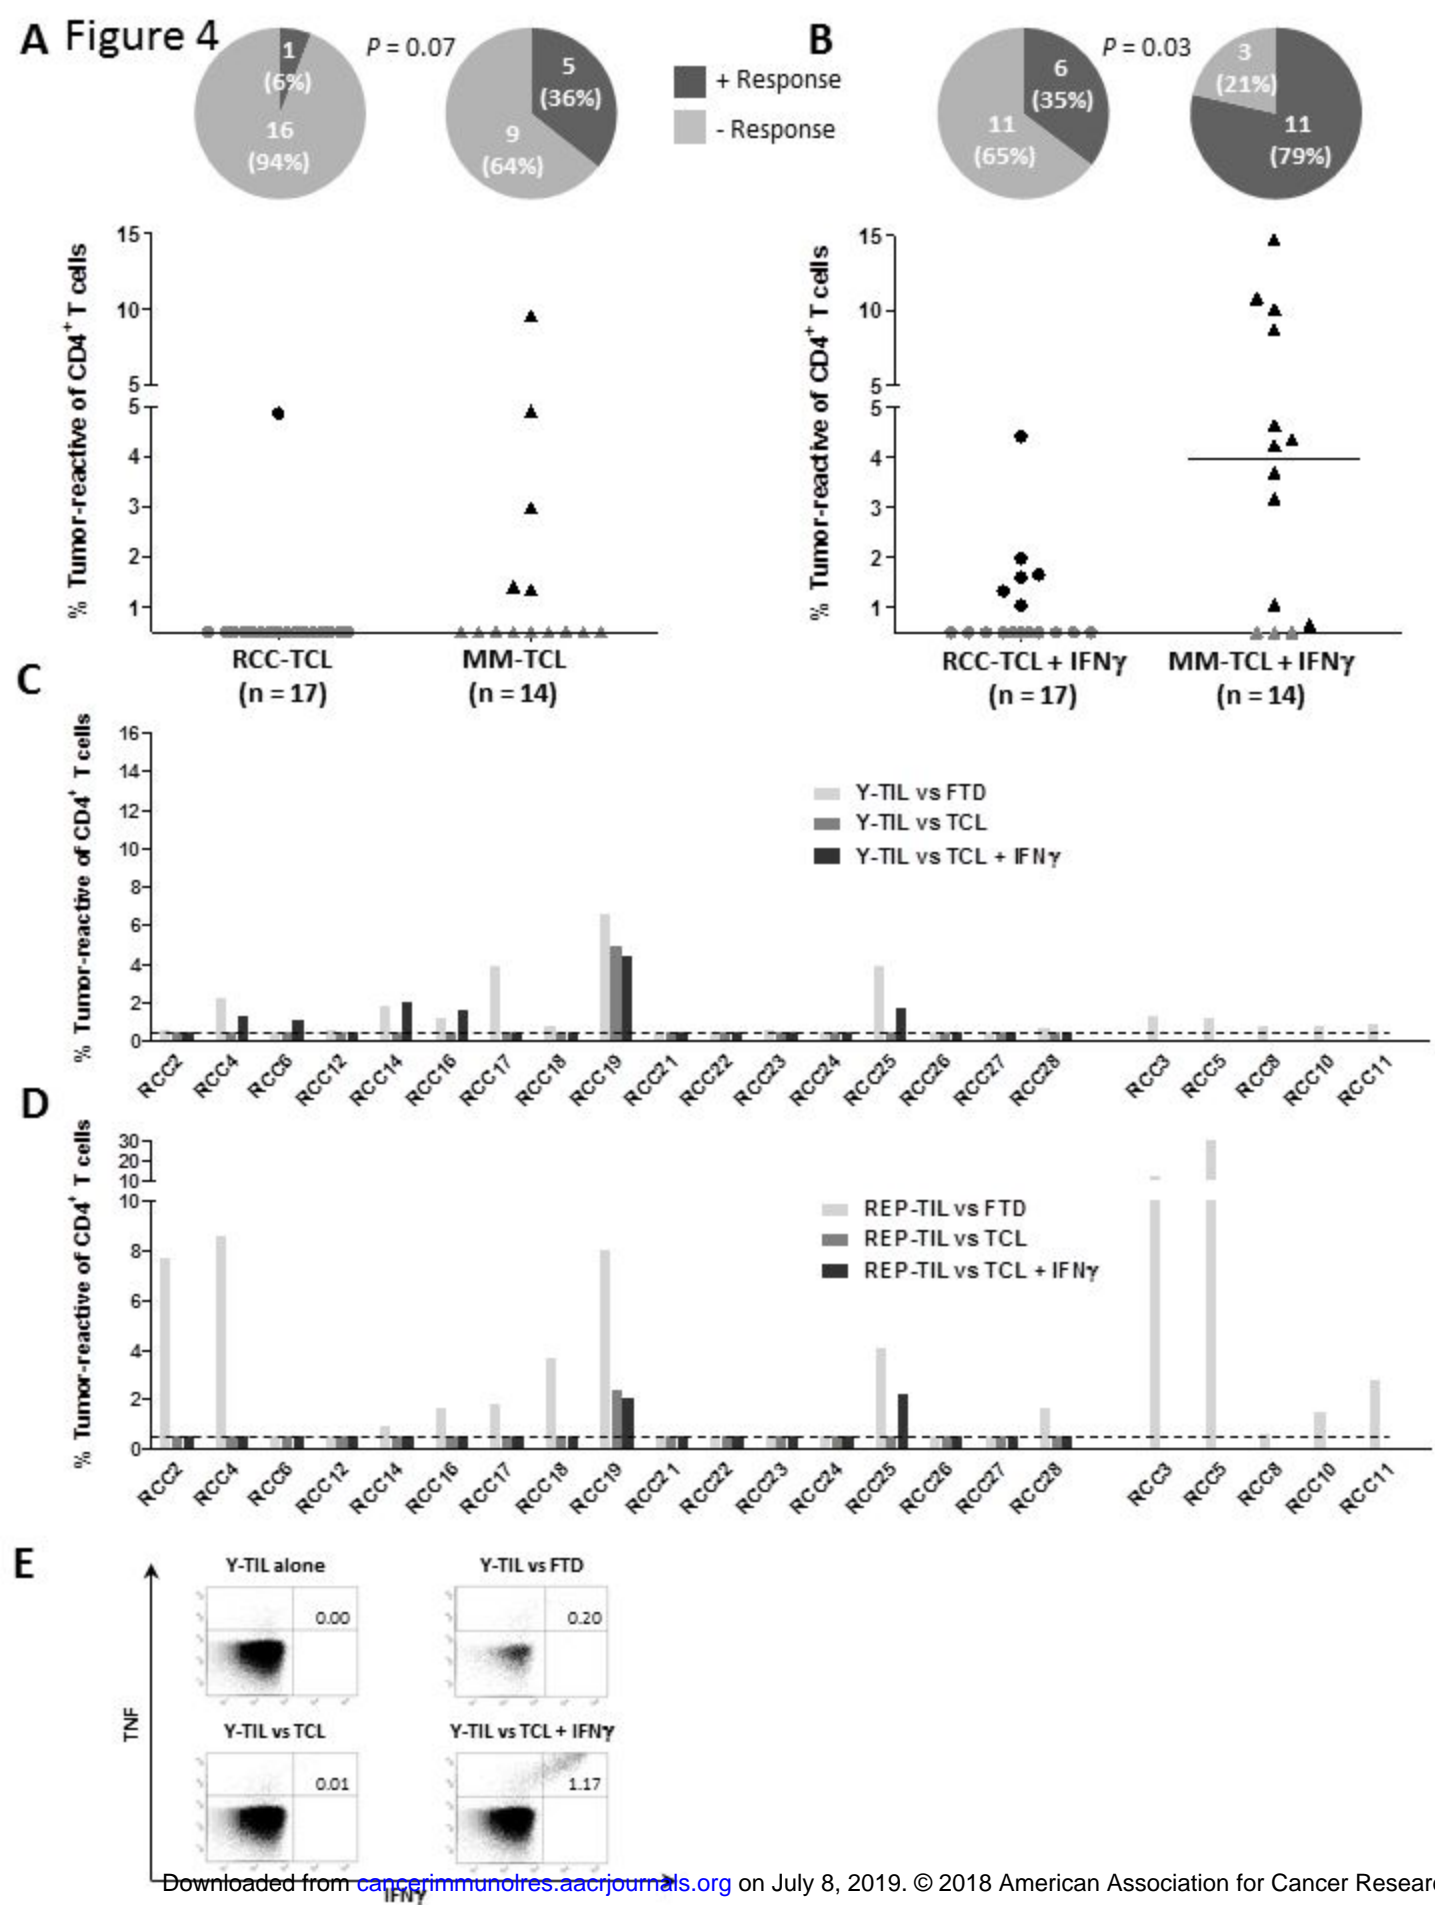 A Figure 4
1
(6%)
16
(94%)
P = 0.07
5
(36%)
9
(64%)
+ Response
- Response
B
6
(35%)
11
(65%)
P = 0.03
3
(21%)
11
(79%)
% Tumor-reactive of CD4+ T cells
15
10
5
5
4
3
2
1
RCC-TCL
(n = 17)
MM-TCL
(n = 14)
% Tumor-reactive of CD4+ T cells
15
10
5
5
4
3
2
1
RCC-TCL + IFNγ
(n = 17)
MM-TCL + IFNγ
(n = 14)
C
% Tumor-reactive of CD4+ T cells
16
14
12
10
8
6
4
2
0
Y-TIL vs FTD
Y-TIL vs TCL
Y-TIL vs TCL + IFNγ
RCC2
RCC4
RCC6
RCC12
RCC14
RCC16
RCC17
RCC18
RCC19
RCC21
RCC22
RCC23
RCC24
RCC25
RCC26
RCC27
RCC28
RCC3
RCC5
RCC8
RCC10
RCC11
D
% Tumor-reactive of CD4+ T cells
30
20
10
10
8
6
4
2
0
REP-TIL vs FTD
REP-TIL vs TCL
REP-TIL vs TCL + IFNγ
RCC2
RCC4
RCC6
RCC12
RCC14
RCC16
RCC17
RCC18
RCC19
RCC21
RCC22
RCC23
RCC24
RCC25
RCC26
RCC27
RCC28
RCC3
RCC5
RCC8
RCC10
RCC11
E
TNF
Y-TIL alone
0.00
Y-TIL vs FTD
0.20
Y-TIL vs TCL
0.01
Y-TIL vs TCL + IFNγ
1.17
IFNγ
Downloaded from cancerimmunolres.aacrjournals.org on July 8, 2019. © 2018 American Association for Cancer Resear